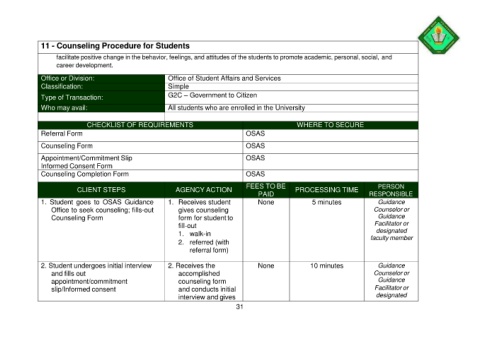 11 - Counseling Procedure for Students
facilitate positive change in the behavior, feelings, and attitudes of the students to promote academic, personal, social, and
career development.
Office or Division: Office of Student Affairs and Services
Classification: Simple
Type of Transaction: G2C – Government to Citizen
Who may avail: All students who are enrolled in the University
CHECKLIST OF REQUIREMENTS WHERE TO SECURE
Referral Form OSAS
Counseling Form OSAS
Appointment/Commitment Slip OSAS
Informed Consent Form
Counseling Completion Form OSAS
CLIENT STEPS AGENCY ACTION FEES TO BE PAID PROCESSING TIME PERSON RESPONSIBLE
1. Student goes to OSAS Guidance
Office to seek counseling; fills-out
Counseling Form
1. Receives student
gives counseling
form for student to
fill-out
1. walk-in
2. referred (with
referral form)
None
5 minutes
Guidance
Counselor or
Guidance
Facilitator or
designated
faculty member
2. Student undergoes initial interview
and fills out
appointment/commitment
slip/Informed consent
2. Receives the
accomplished
counseling form
and conducts initial
interview and gives
None
10 minutes
Guidance
Counselor or
Guidance
Facilitator or
designated
31